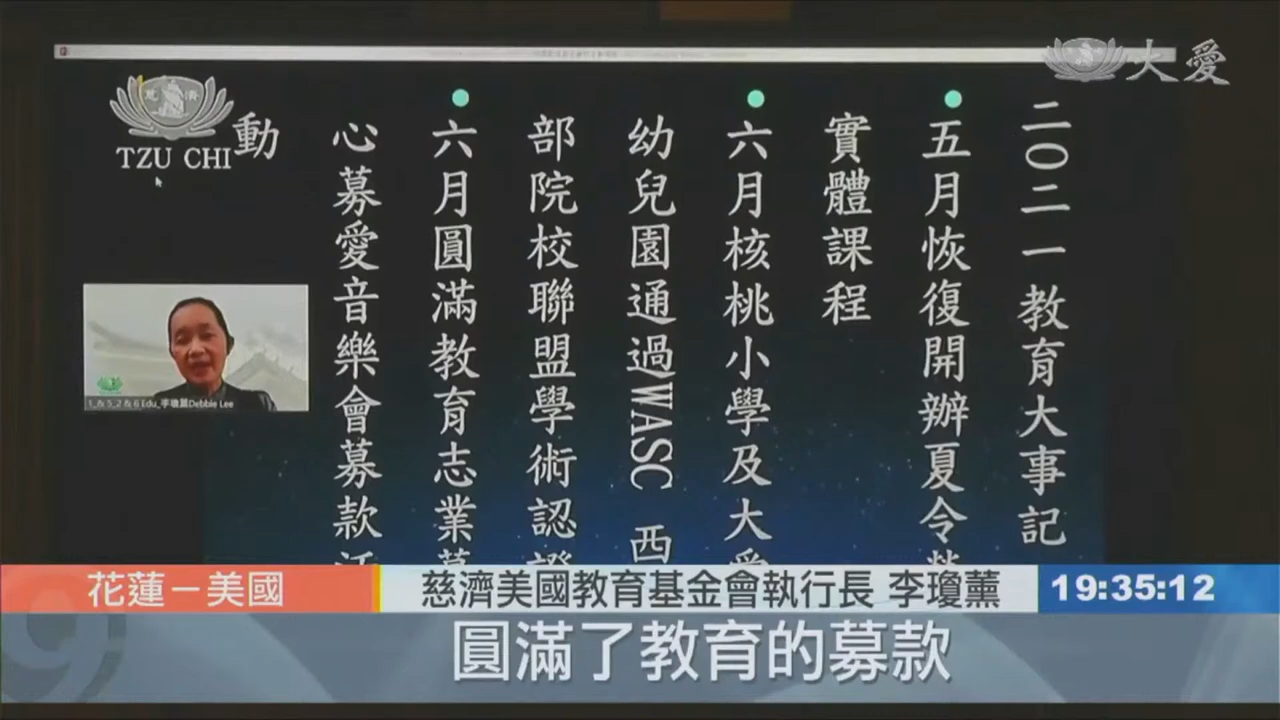 大愛
TZU CHI
二〇二一教育大事記
五月恢復開辦夏令營
實體課程
六月核桃小學及大愛
幼兒園通過WASC 西
部院校聯盟學術認證
六月圓滿教育志業募
心募愛音樂會募款活
動
1_& 5_2 & 6 Edu_李瓊薰Debbie Lee
花蓮－美國
慈濟美國教育基金會執行長 李瓊薰
19:35:12
圓滿了教育的募款